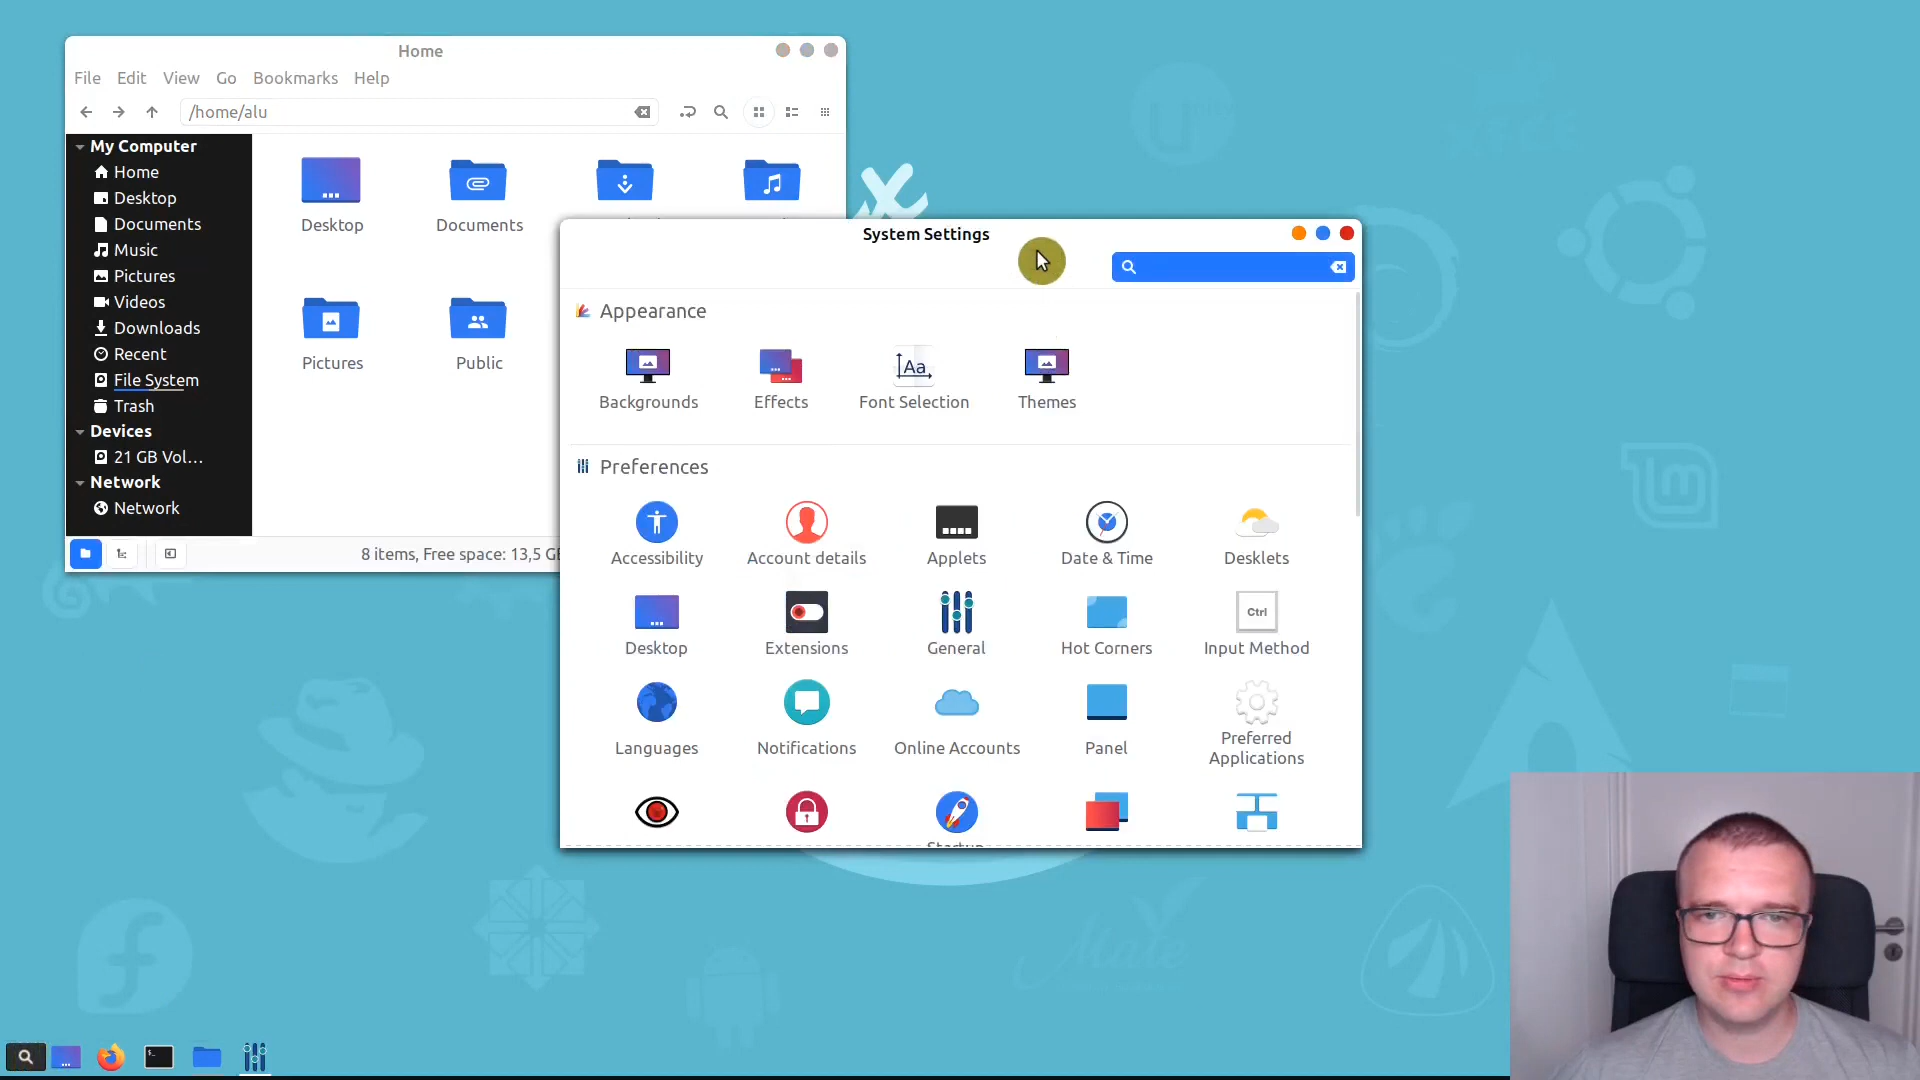 Home
File Edit View Go Bookmarks Help
/home/alu
My Computer
Home
Desktop
Documents
Music
Pictures
Videos
Downloads
Recent
File System
Trash
Devices
21 GB Vol...
Network
Network
Desktop
Documents
Pictures
Public
8 items, Free space: 13,5 G
System Settings
Appearance
Backgrounds
Effects
Aa
Font Selection
Themes
Preferences
Accessibility
Account details
Applets
Date & Time
Desklets
Desktop
Extensions
General
Hot Corners
Ctrl
Input Method
Languages
Notifications
Online Accounts
Panel
Preferred
Applications
Mate